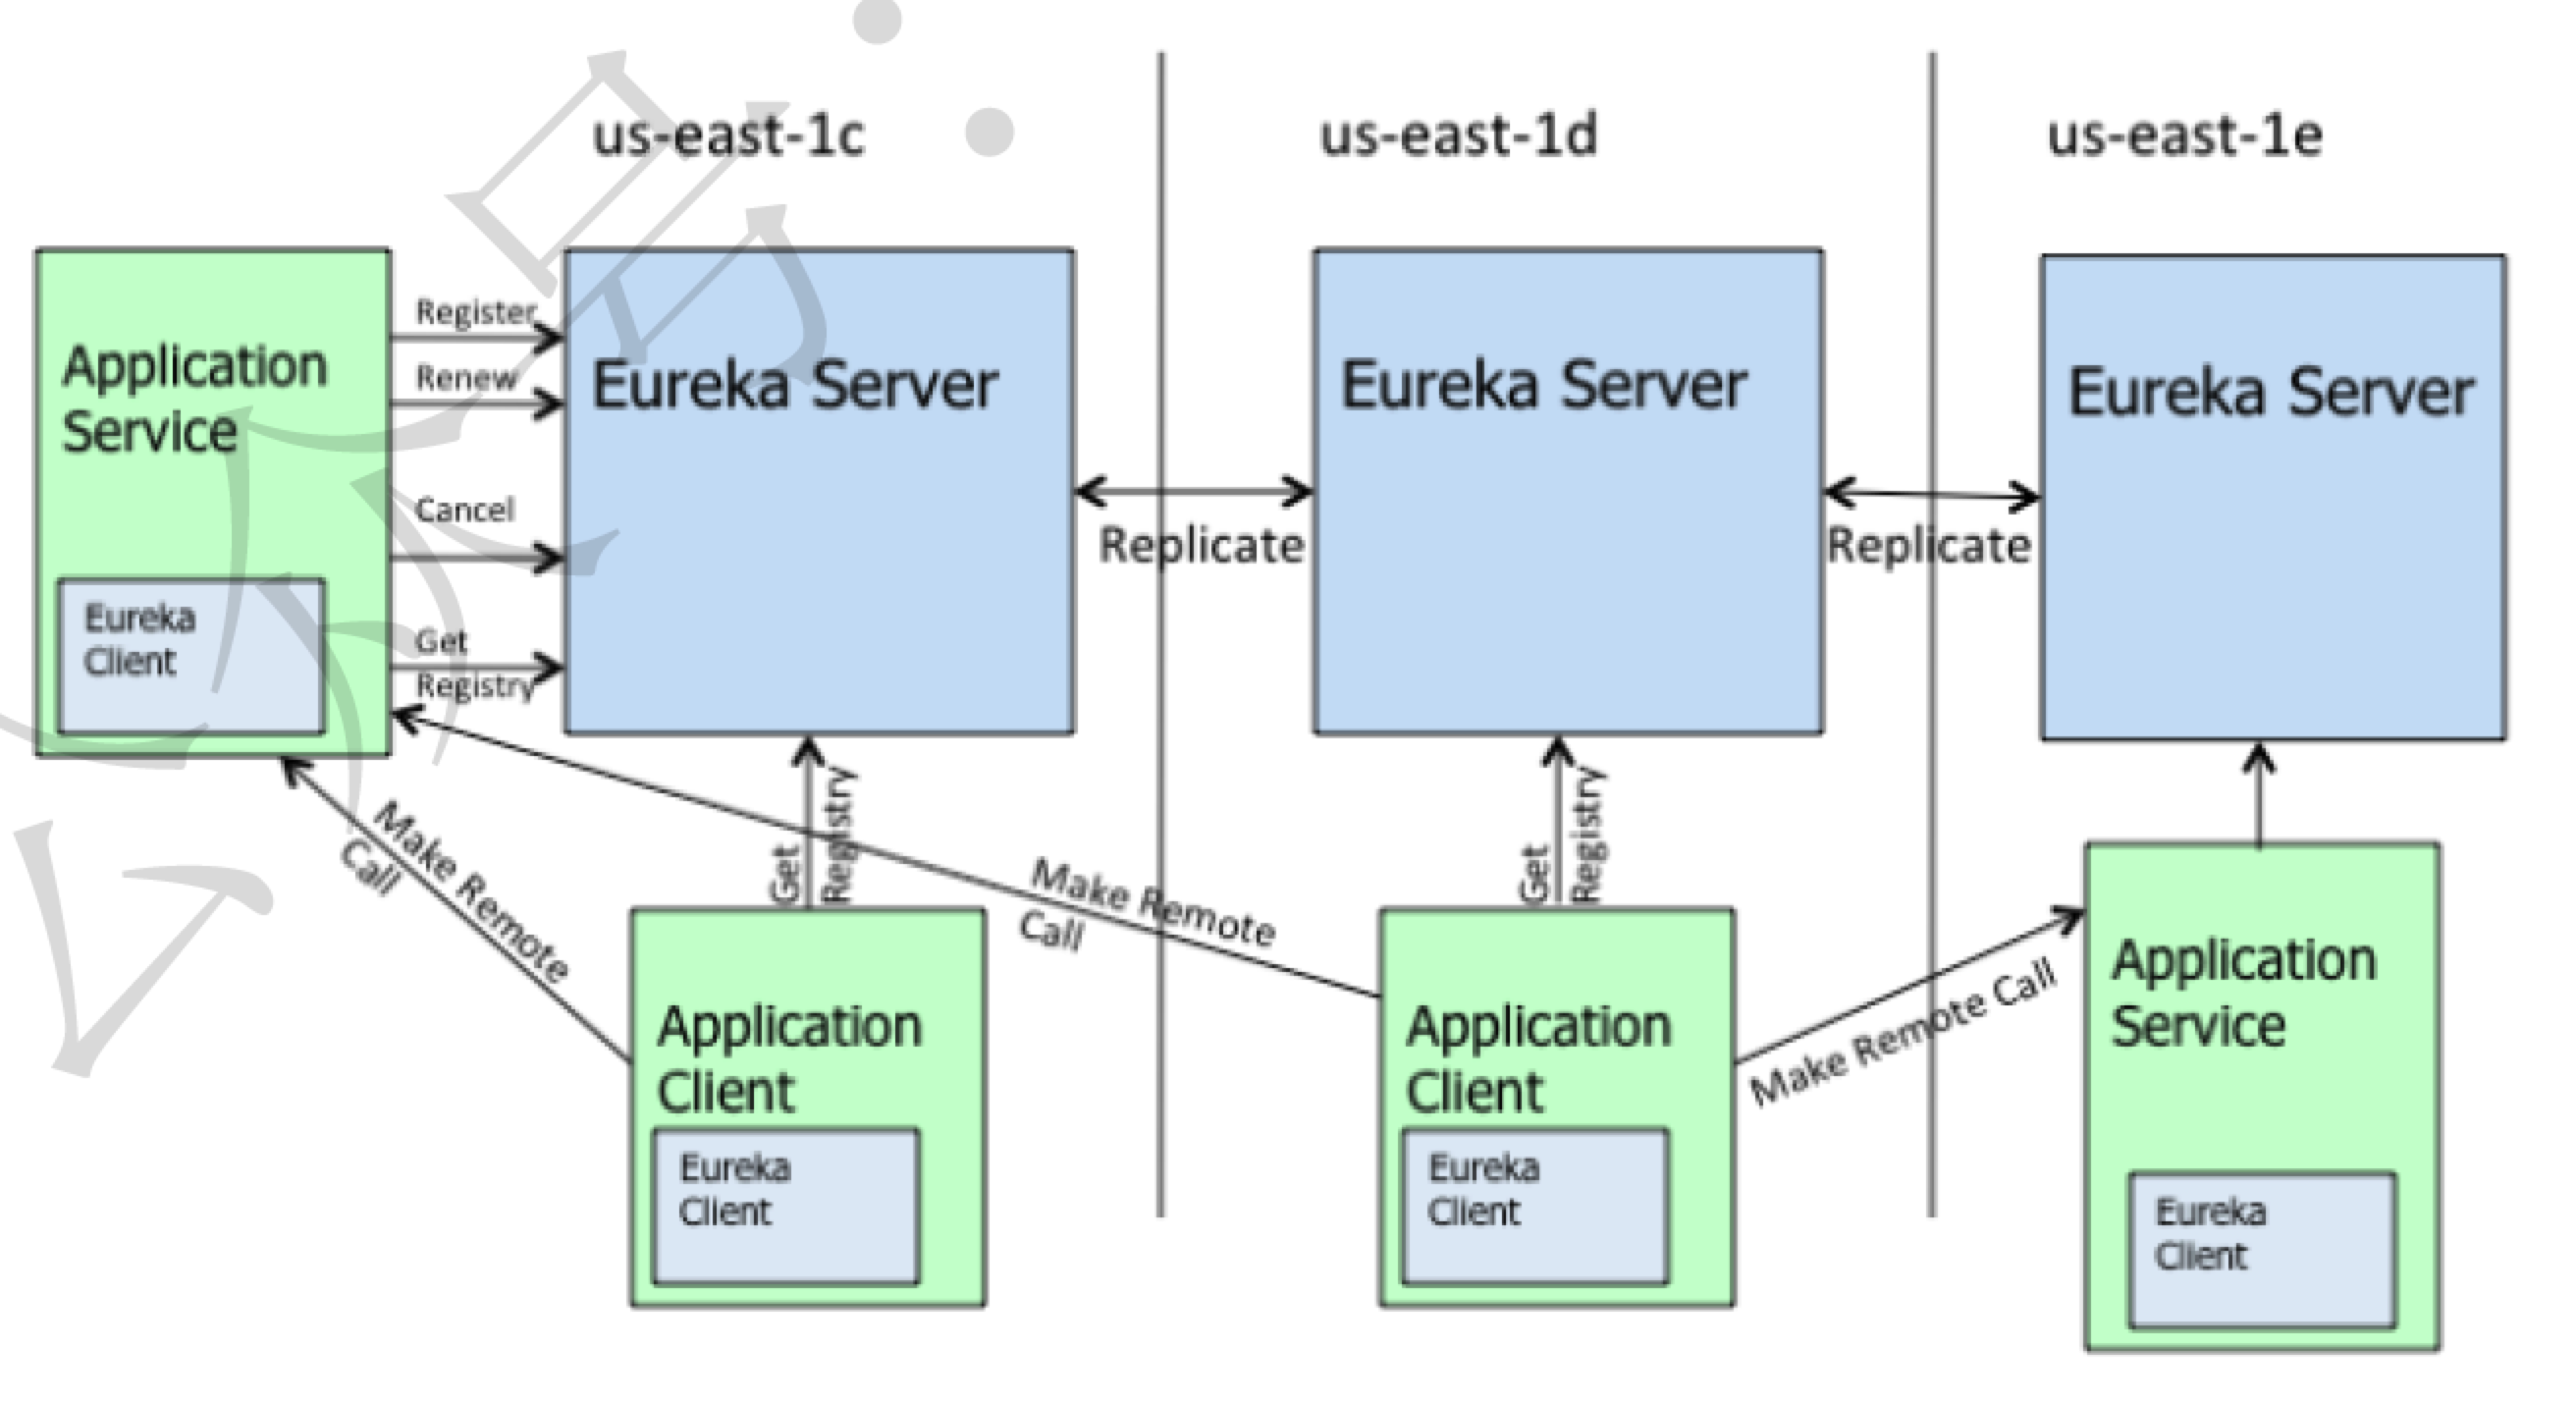 us-east-1c
us-east-1d
us-east-1e
Application
Service
Eureka
Client
Register
Renew
Cancel
Get
Registry
Eureka Server
Replicate
Eureka Server
Replicate
Eureka Server
Make Remote
Call
Get
Registry
Make Remote
Call
Get
Registry
Make Remote Call
Application
Client
Eureka
Client
Application
Client
Eureka
Client
Application
Service
Eureka
Client